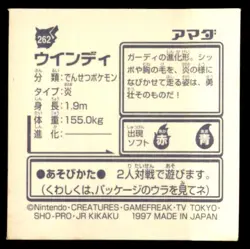 262
アマダ
ウインディ
分類：でんせつポケモン
タイプ：炎
身長：1.9m
体重：155.0kg
進化：――
ガーディの進化形。シッ
ポや胸の毛を、炎の様に
なびかせて走る姿は、勇
壮そのものだ！
出現
ソフト
赤
青
●あそびかた● 2人対戦で遊びます。
(くわしくは、パッケージのウラを見てネ)
©Nintendo・CREATURES・GAMEFREAK・TV TOKYO・
SHO-PRO・JR KIKAKU 1997 MADE IN JAPAN